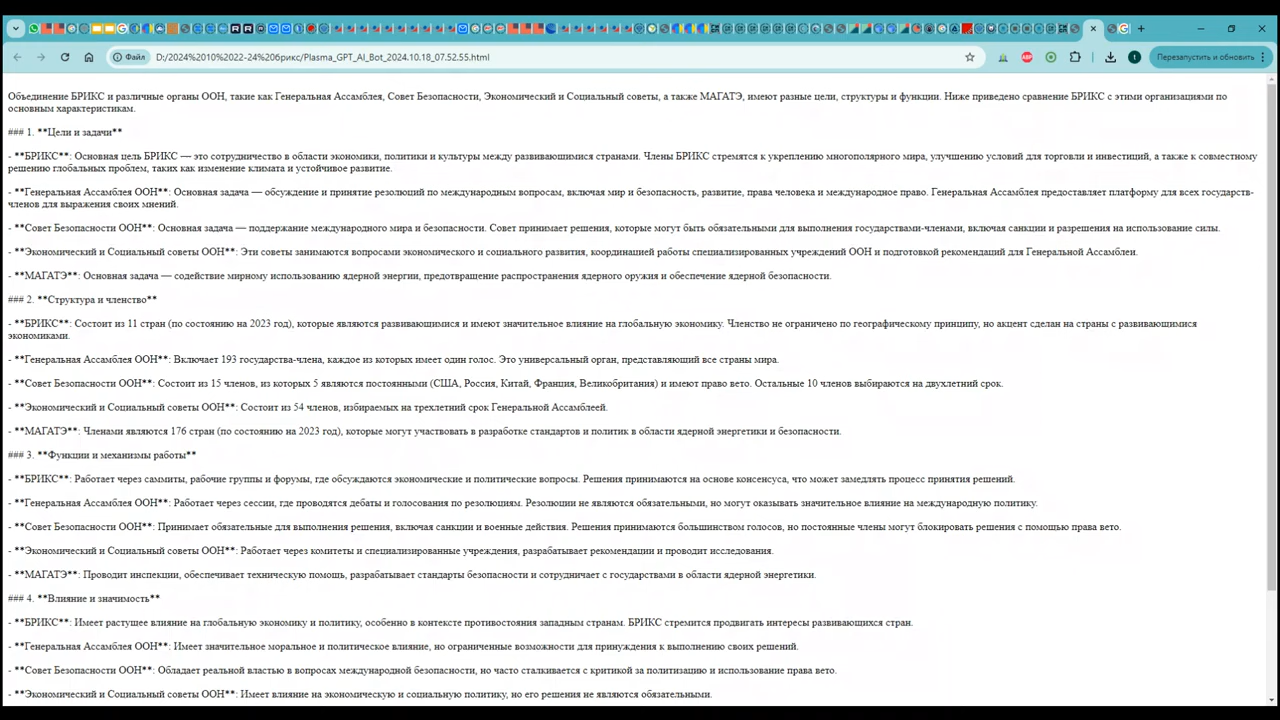 Файл
D:/2024%2010%2022-24%20брикс/Plasma_GPT_AI_Bot_2024.10.18_07.52.55.html
Перезапустить и обновить
Объединение БРИКС и различные органы ООН, такие как Генеральная Ассамблея, Совет Безопасности, Экономический и Социальный советы, а также МАГАТЭ, имеют разные цели, структуры и функции. Ниже приведено сравнение БРИКС с этими организациями по
основным характеристикам.
### 1. **Цели и задачи**
- **БРИКС**: Основная цель БРИКС — это сотрудничество в области экономики, политики и культуры между развивающимися странами. Члены БРИКС стремятся к укреплению многополярного мира, улучшению условий для торговли и инвестиций, а также к совместному
решению глобальных проблем, таких как изменение климата и устойчивое развитие.
- **Генеральная Ассамблея ООН**: Основная задача — обсуждение и принятие резолюций по международным вопросам, включая мир и безопасность, развитие, права человека и международное право. Генеральная Ассамблея предоставляет платформу для всех государств-
членов для выражения своих мнений.
- **Совет Безопасности ООН**: Основная задача — поддержание международного мира и безопасности. Совет принимает решения, которые могут быть обязательными для выполнения государствами-членами, включая санкции и разрешения на использование силы.
- **Экономический и Социальный советы ООН**: Эти советы занимаются вопросами экономического и социального развития, координацией работы специализированных учреждений ООН и подготовкой рекомендаций для Генеральной Ассамблеи.
- **МАГАТЭ**: Основная задача — содействие мирному использованию ядерной энергии, предотвращение распространения ядерного оружия и обеспечение ядерной безопасности.
### 2. **Структура и членство**
- **БРИКС**: Состоит из 11 стран (по состоянию на 2023 год), которые являются развивающимися и имеют значительное влияние на глобальную экономику. Членство не ограничено по географическому принципу, но акцент сделан на страны с развивающимися
экономиками.
- **Генеральная Ассамблея ООН**: Включает 193 государства-члена, каждое из которых имеет один голос. Это универсальный орган, представляющий все страны мира.
- **Совет Безопасности ООН**: Состоит из 15 членов, из которых 5 являются постоянными (США, Россия, Китай, Франция, Великобритания) и имеют право вето. Остальные 10 членов выбираются на двухлетний срок.
- **Экономический и Социальный советы ООН**: Состоит из 54 членов, избираемых на трехлетний срок Генеральной Ассамблеей.
- **МАГАТЭ**: Членами являются 176 стран (по состоянию на 2023 год), которые могут участвовать в разработке стандартов и политик в области ядерной энергетики и безопасности.
### 3. **Функции и механизмы работы**
- **БРИКС**: Работает через саммиты, рабочие группы и форумы, где обсуждаются экономические и политические вопросы. Решения принимаются на основе консенсуса, что может замедлять процесс принятия решений.
- **Генеральная Ассамблея ООН**: Работает через сессии, где проводятся дебаты и голосования по резолюциям. Резолюции не являются обязательными, но могут оказывать значительное влияние на международную политику.
- **Совет Безопасности ООН**: Принимает обязательные для выполнения решения, включая санкции и военные действия. Решения принимаются большинством голосов, но постоянные члены могут блокировать решения с помощью права вето.
- **Экономический и Социальный советы ООН**: Работает через комитеты и специализированные учреждения, разрабатывает рекомендации и проводит исследования.
- **МАГАТЭ**: Проводит инспекции, обеспечивает техническую помощь, разрабатывает стандарты безопасности и сотрудничает с государствами в области ядерной энергетики.
### 4. **Влияние и значимость**
- **БРИКС**: Имеет растущее влияние на глобальную экономику и политику, особенно в контексте противостояния западным странам. БРИКС стремится продвигать интересы развивающихся стран.
- **Генеральная Ассамблея ООН**: Имеет значительное моральное и политическое влияние, но ограниченные возможности для принуждения к выполнению своих решений.
- **Совет Безопасности ООН**: Обладает реальной властью в вопросах международной безопасности, но часто сталкивается с критикой за политизацию и использование права вето.
- **Экономический и Социальный советы ООН**: Имеет влияние на экономическую и социальную политику, но его решения не являются обязательными.